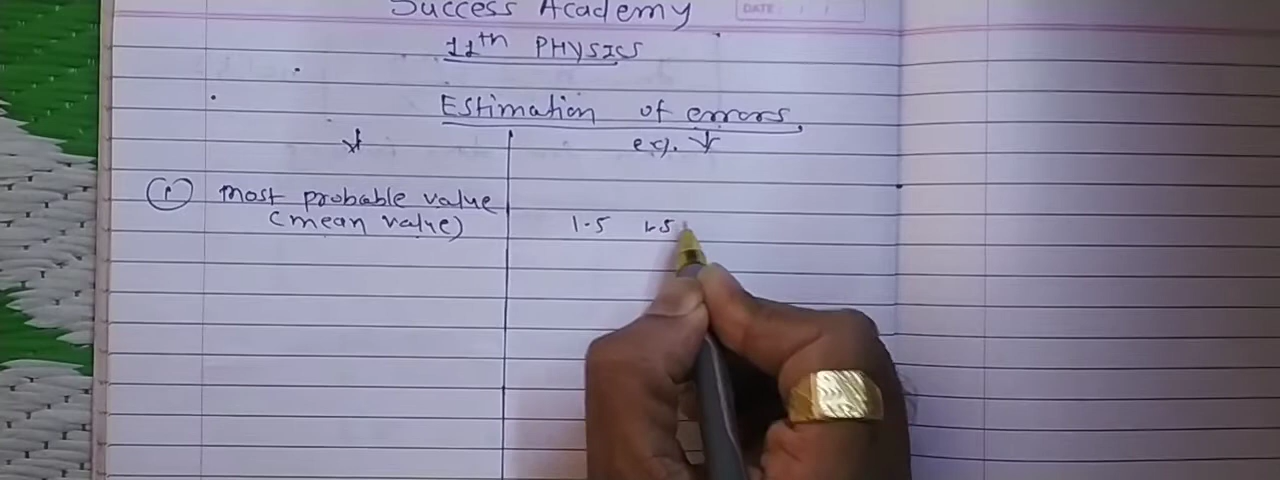 Success Academy
DATE : / /
11th PHYSICS
Estimation of errors.
ex.
① Most probable value
(mean value)
1.5 1.5